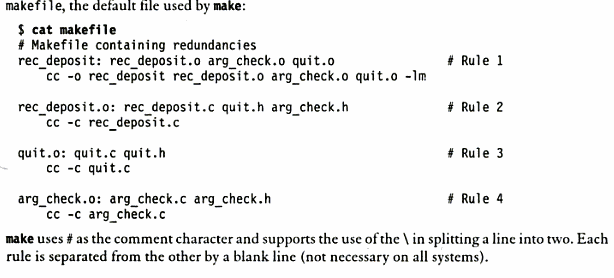 makefile, the default file used by make:
$ cat makefile
# Makefile containing redundancies
rec_deposit: rec_deposit.o arg_check.o quit.o # Rule 1
cc -o rec_deposit rec_deposit.o arg_check.o quit.o -lm
rec_deposit.o: rec_deposit.c quit.h arg_check.h # Rule 2
cc -c rec_deposit.c
quit.o: quit.c quit.h # Rule 3
cc -c quit.c
arg_check.o: arg_check.c arg_check.h # Rule 4
cc -c arg_check.c
make uses # as the comment character and supports the use of the \ in splitting a line into two. Each
rule is separated from the other by a blank line (not necessary on all systems).